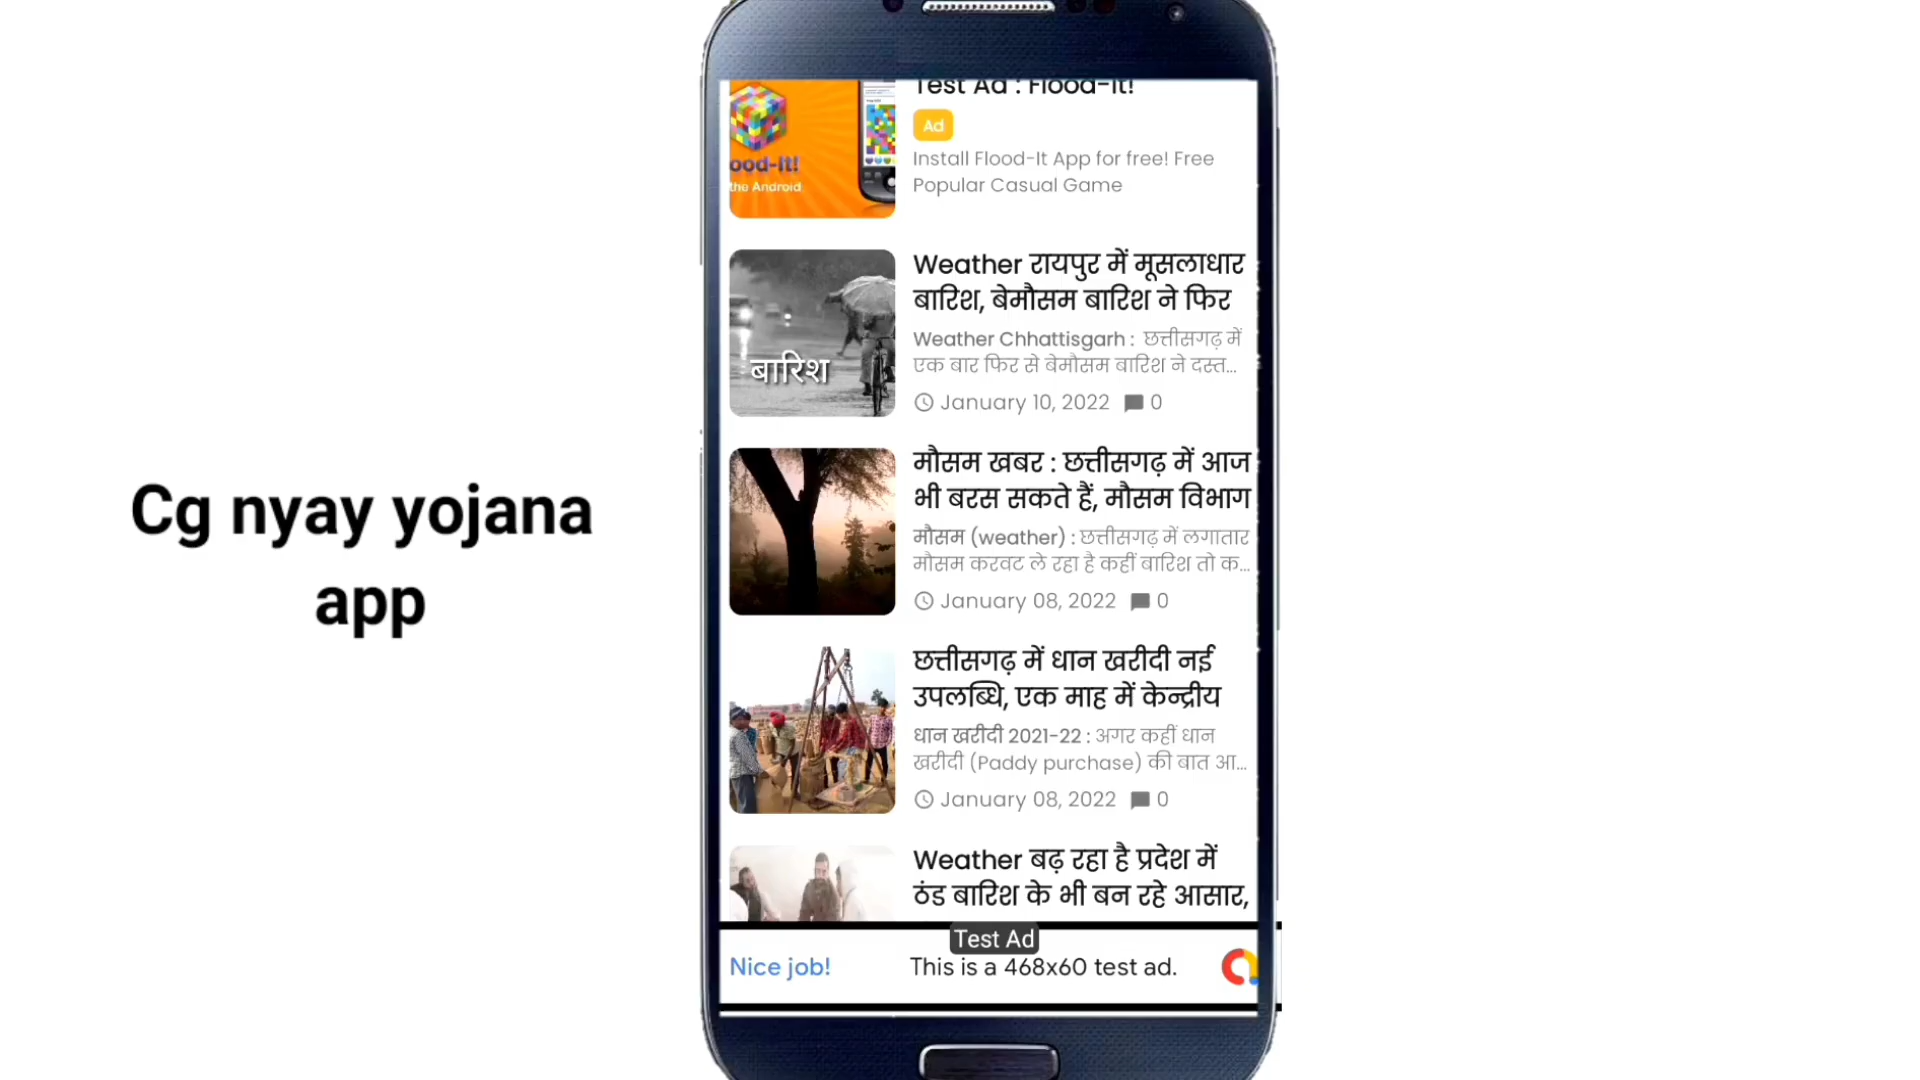 Cg nyay yojana
app
Test Ad : Flood-It!
Ad
Install Flood-It App for free! Free
Popular Casual Game
ood-It!
the Android
Weather रायपुर में मूसलाधार
बारिश, बेमौसम बारिश ने फिर
Weather Chhattisgarh : छत्तीसगढ़ में
एक बार फिर से बेमौसम बारिश ने दस्त...
January 10, 2022 0
बारिश
मौसम खबर : छत्तीसगढ़ में आज
भी बरस सकते हैं, मौसम विभाग
मौसम (weather) : छत्तीसगढ़ में लगातार
मौसम करवट ले रहा है कहीं बारिश तो क...
January 08, 2022 0
छत्तीसगढ़ में धान खरीदी नई
उपलब्धि, एक माह में केन्द्रीय
धान खरीदी 2021-22 : अगर कहीं धान
खरीदी (Paddy purchase) की बात आ...
January 08, 2022 0
Weather बढ़ रहा है प्रदेश में
ठंड बारिश के भी बन रहे आसार,
Test Ad
Nice job! This is a 468x60 test ad.